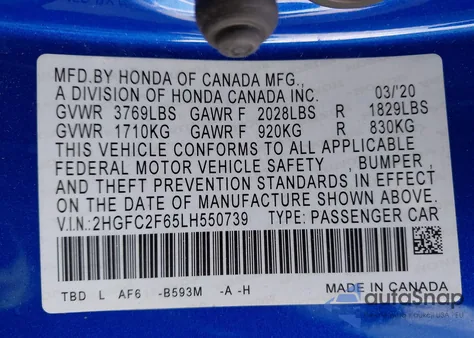 MFD.BY HONDA OF CANADA MFG.,
A DIVISION OF HONDA CANADA INC. 03/'20
GVWR 3769LBS GAWR F 2028LBS R 1829LBS
GVWR 1710KG GAWR F 920KG R 830KG
THIS VEHICLE CONFORMS TO ALL APPLICABLE
FEDERAL MOTOR VEHICLE SAFETY , BUMPER ,
AND THEFT PREVENTION STANDARDS IN EFFECT
ON THE DATE OF MANUFACTURE SHOWN ABOVE.
V.I.N.:2HGFC2F65LH550739 TYPE: PASSENGER CAR
TBD L AF6 -B593M -A -H MADE IN CANADA
autoSnap